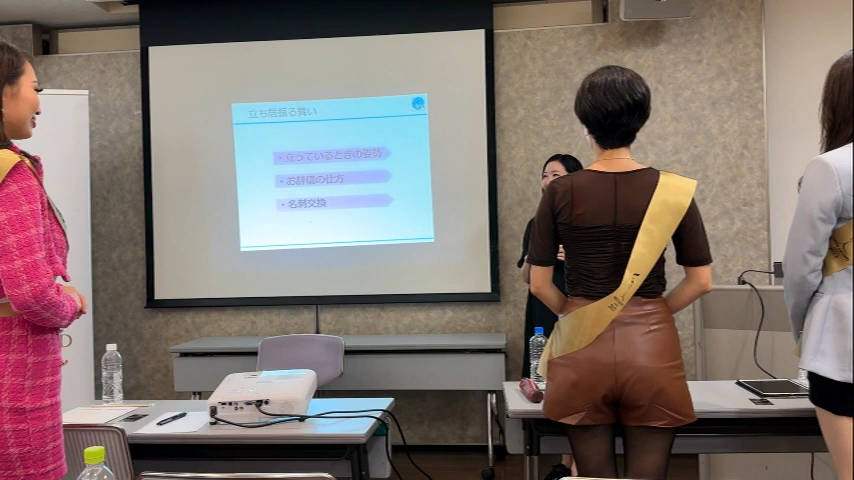 立ち居振る舞い
・立っているときの姿勢
・お辞儀の仕方
・名刺交換